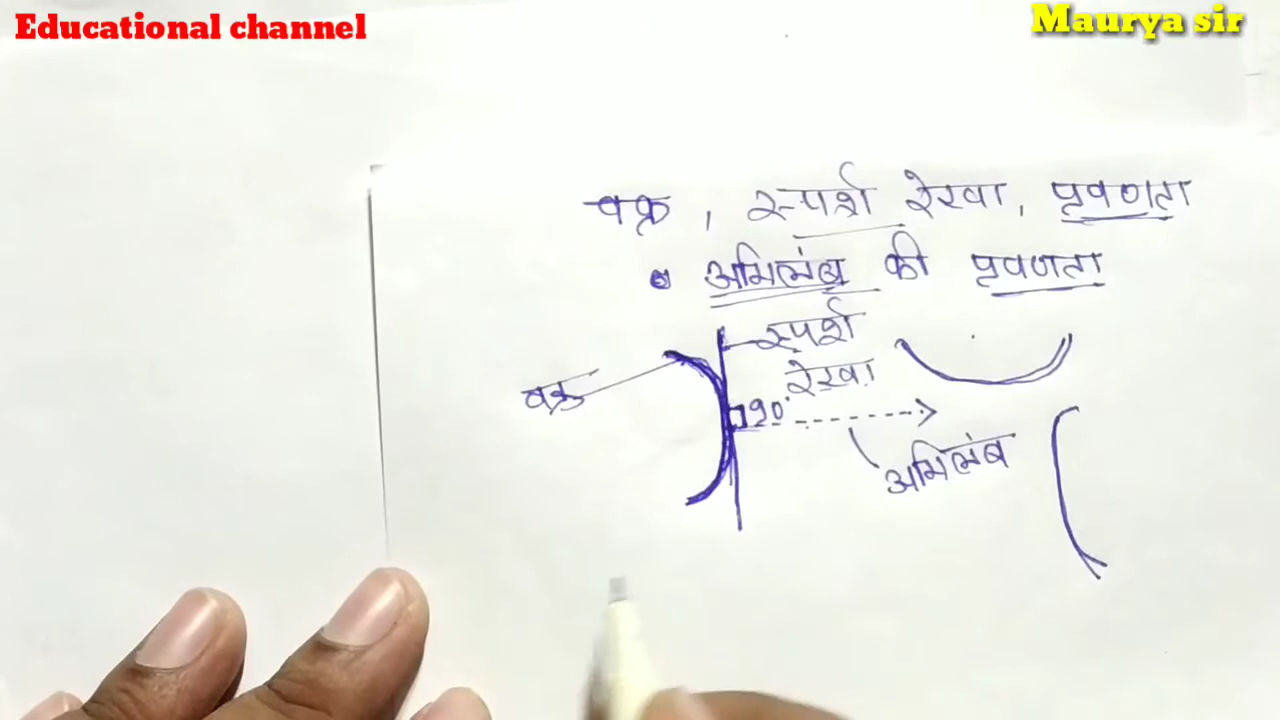 Educational channel
Maurya sir
वक्र, स्पर्श रेखा, प्रवणता
• अभिलंब की प्रवणता
स्पर्श
रेखा
वक्र
90°
अभिलंब